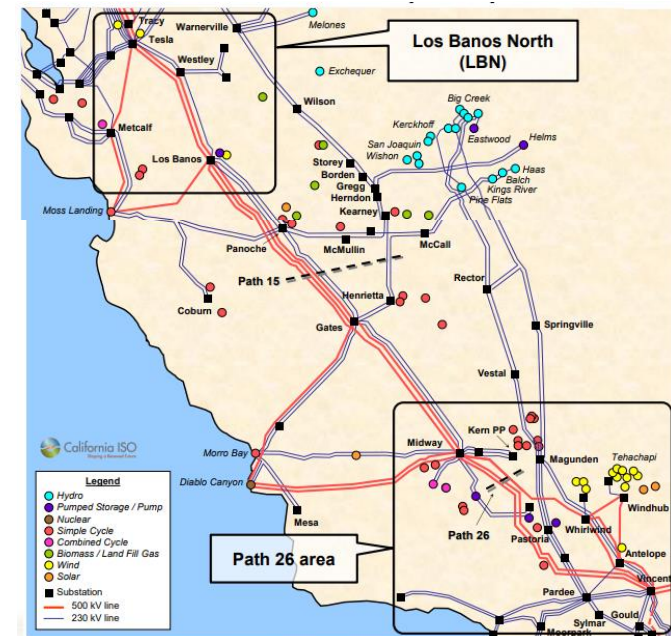 Tracy
Warnerville
Melones
Tesla
Los Banos North
(LBN)
Westley
Exchequer
Big Creek
Wilson
Kerckhoff
Metcalf
San Joaquin
Eastwood
Helms
Storey
Wishon
Los Banos
Borden
Haas
Gregg
Balch
Kings River
Herndon
Pine Flats
Moss Landing
Kearney
Panoche
McMullin
McCall
Path 15
Rector
Henrietta
Coburn
Gates
Springville
Vestal
California ISO
Shaping a Renewed Future
Morro Bay
Midway
Kern PP
Magunden
Tehachapi
Diablo Canyon
Windhub
Legend
Hydro
Pumped Storage / Pump
Nuclear
Simple Cycle
Combined Cycle
Biomass / Land Fill Gas
Wind
Solar
Substation
500 kV line
230 kV line
Mesa
Path 26
Whirlwind
Pastoria
Antelope
Path 26 area
Vincent
Pardee
Gould
Sylmar
Moorpark